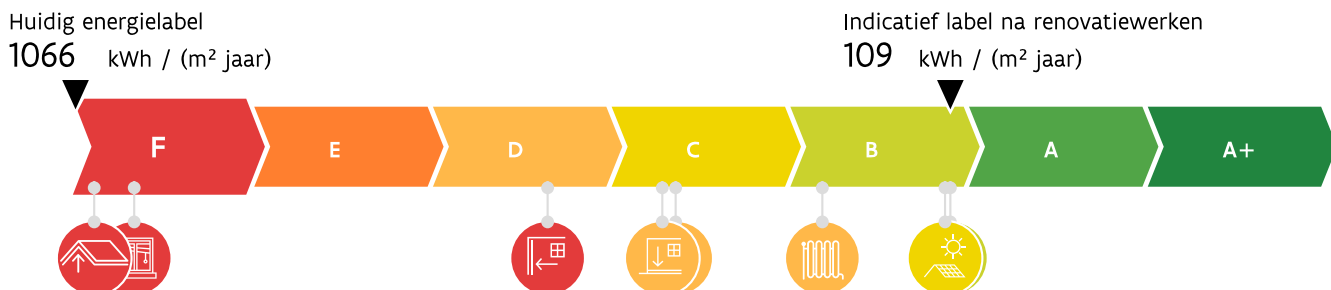 Huidig energielabel
1066 kWh / (m² jaar)
Indicatief label na renovatiewerken
109 kWh / (m² jaar)
F E D C B A A+